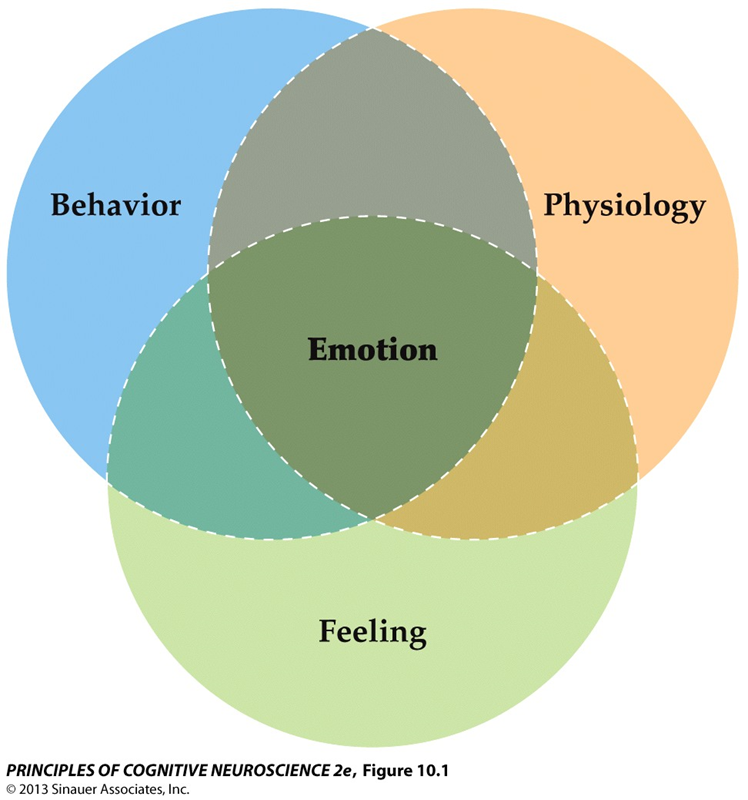 Behavior
Physiology
Emotion
Feeling
PRINCIPLES OF COGNITIVE NEUROSCIENCE 2e, Figure 10.1
© 2013 Sinauer Associates, Inc.